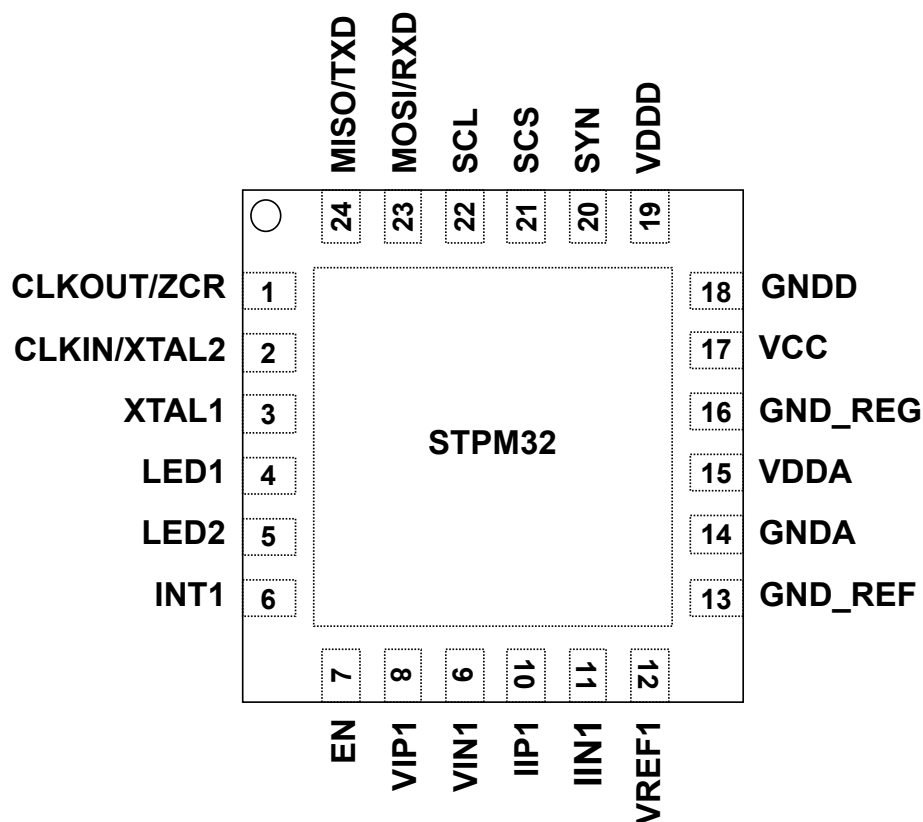 MISO/TXD
MOSI/RXD
SCL
SCS
SYN
VDDD
24
23
22
21
20
19
CLKOUT/ZCR 1
CLKIN/XTAL2 2
XTAL1 3
LED1 4
LED2 5
INT1 6
STPM32
18 GNDD
17 VCC
16 GND_REG
15 VDDA
14 GNDA
13 GND_REF
7
8
9
10
11
12
EN
VIP1
VIN1
IIP1
IIN1
VREF1